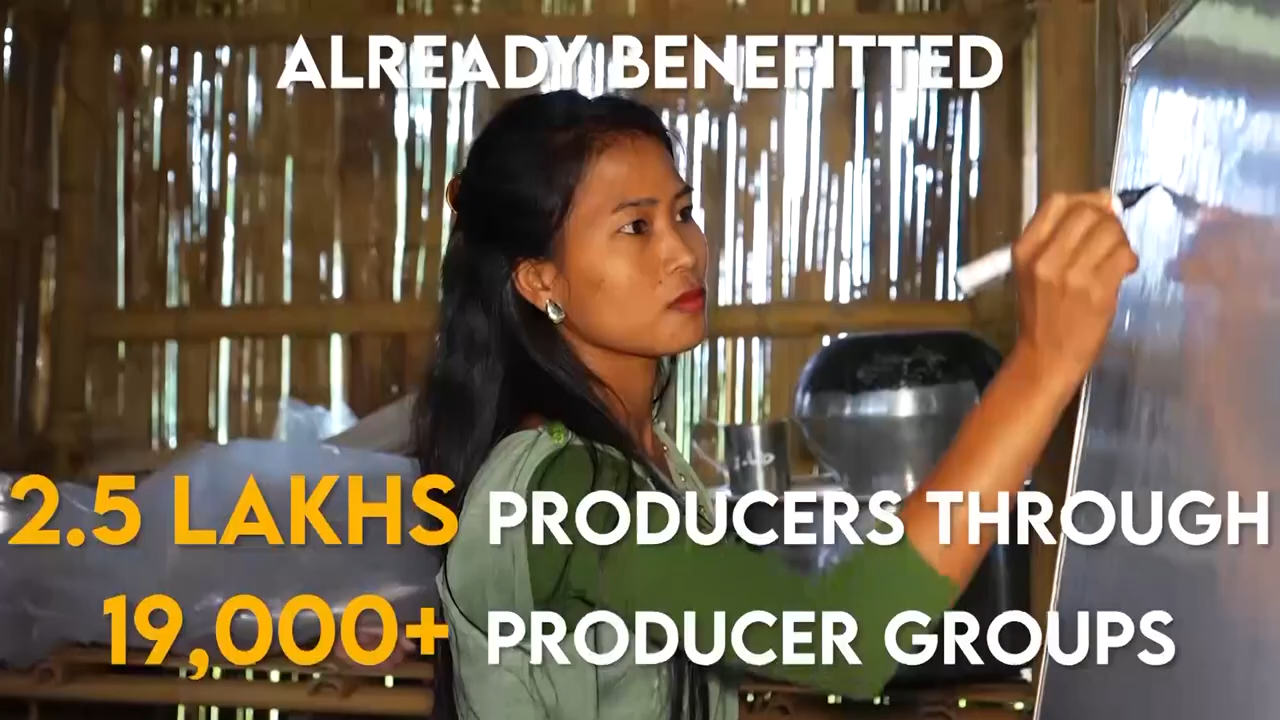 ALREADY BENEFITTED
2.5 LAKHS PRODUCERS THROUGH
19,000+ PRODUCER GROUPS